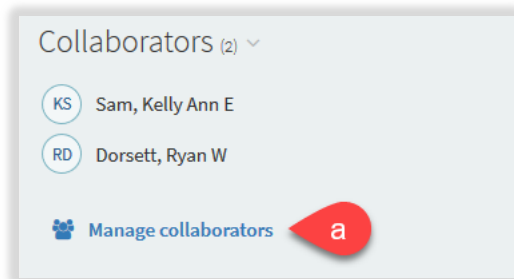 Collaborators (2)
KS Sam, Kelly Ann E
RD Dorsett, Ryan W
Manage collaborators a